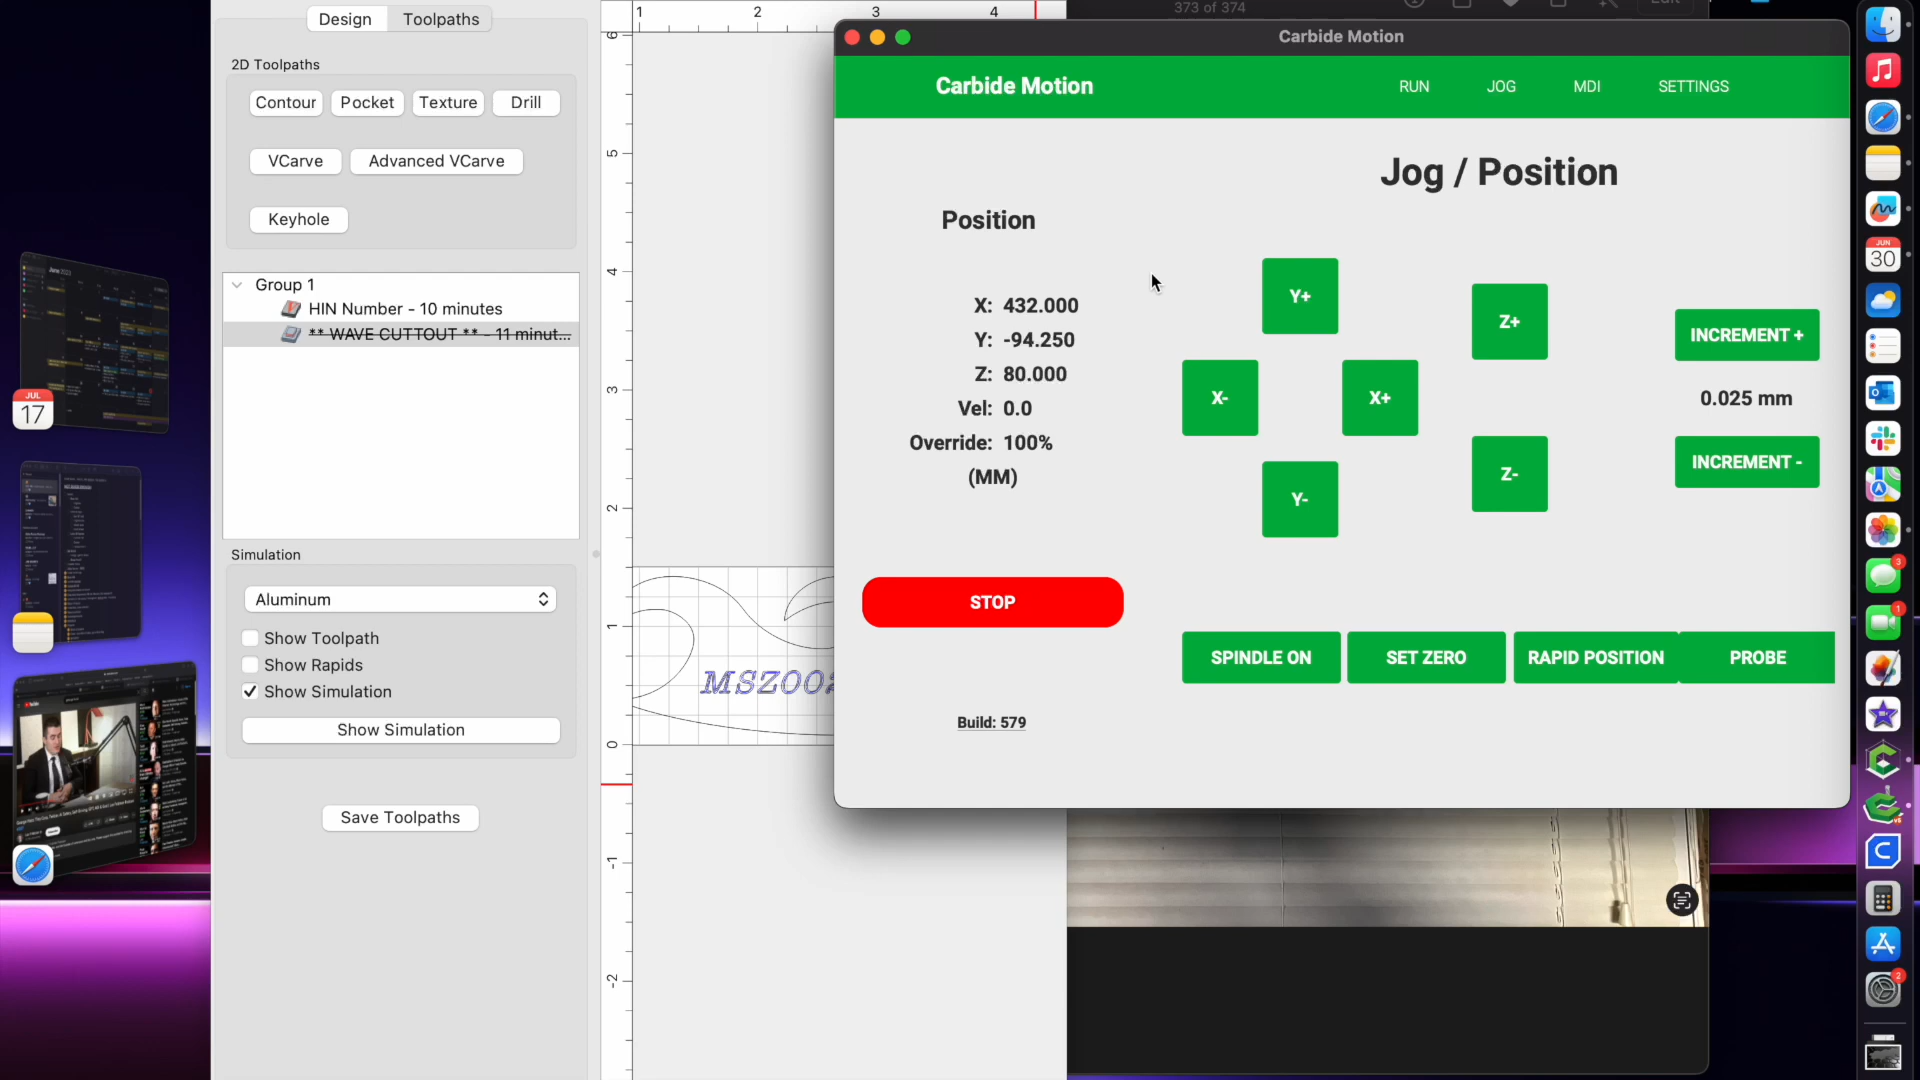 Design Toolpaths
2D Toolpaths
Contour Pocket Texture Drill
VCarve Advanced VCarve
Keyhole
Group 1
HIN Number - 10 minutes
** WAVE CUTTOUT ** - 11 minut...
Simulation
Aluminum
Show Toolpath
Show Rapids
Show Simulation
Show Simulation
Save Toolpaths
1 2 3 4
6
5
4
3
2
1
0
-1
-2
MSZ00
373 of 374
Carbide Motion
Carbide Motion
RUN JOG MDI SETTINGS
Jog / Position
Position
X: 432.000
Y: -94.250
Z: 80.000
Vel: 0.0
Override: 100%
(MM)
STOP
Build: 579
Y+
X- X+
Y-
Z+
Z-
INCREMENT +
0.025 mm
INCREMENT -
SPINDLE ON SET ZERO RAPID POSITION PROBE
JUL
17
JUN
30
3
1
2